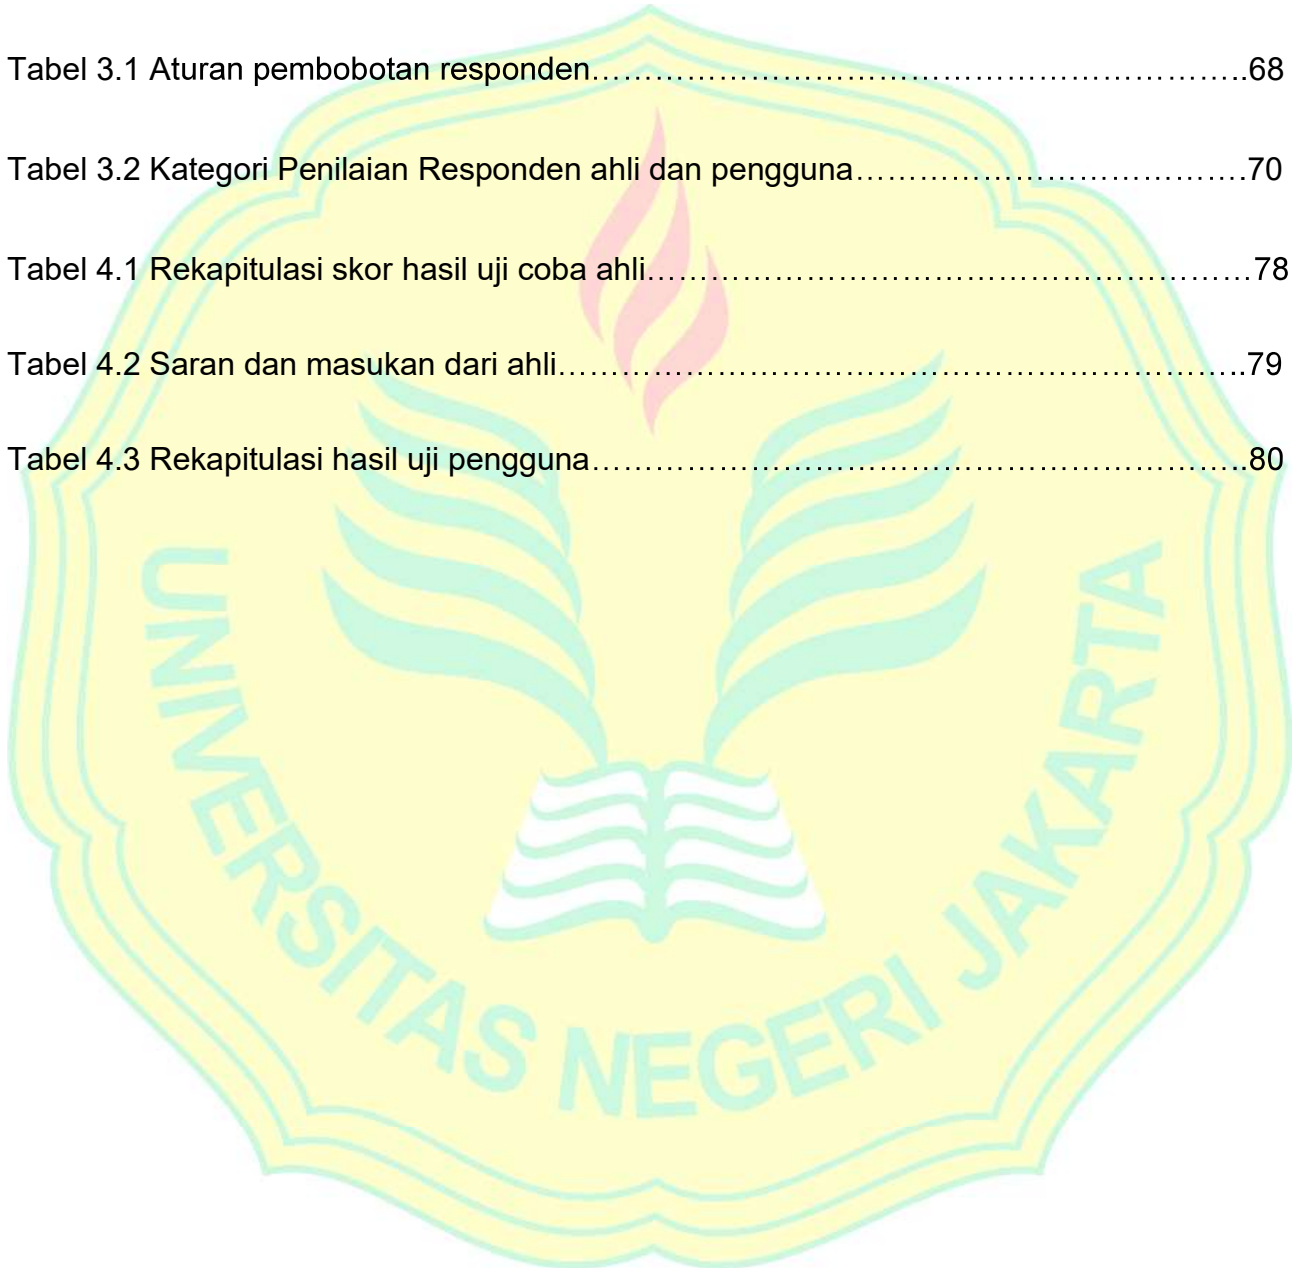 Tabel 3.1 Aturan pembobotan responden……………………………………………………..68
Tabel 3.2 Kategori Penilaian Responden ahli dan pengguna……………………………….70
Tabel 4.1 Rekapitulasi skor hasil uji coba ahli…………………………………………………78
Tabel 4.2 Saran dan masukan dari ahli………………………………………………………..79
Tabel 4.3 Rekapitulasi hasil uji pengguna……………………………………………………..80
UNIVERSITAS NEGERI JAKARTA